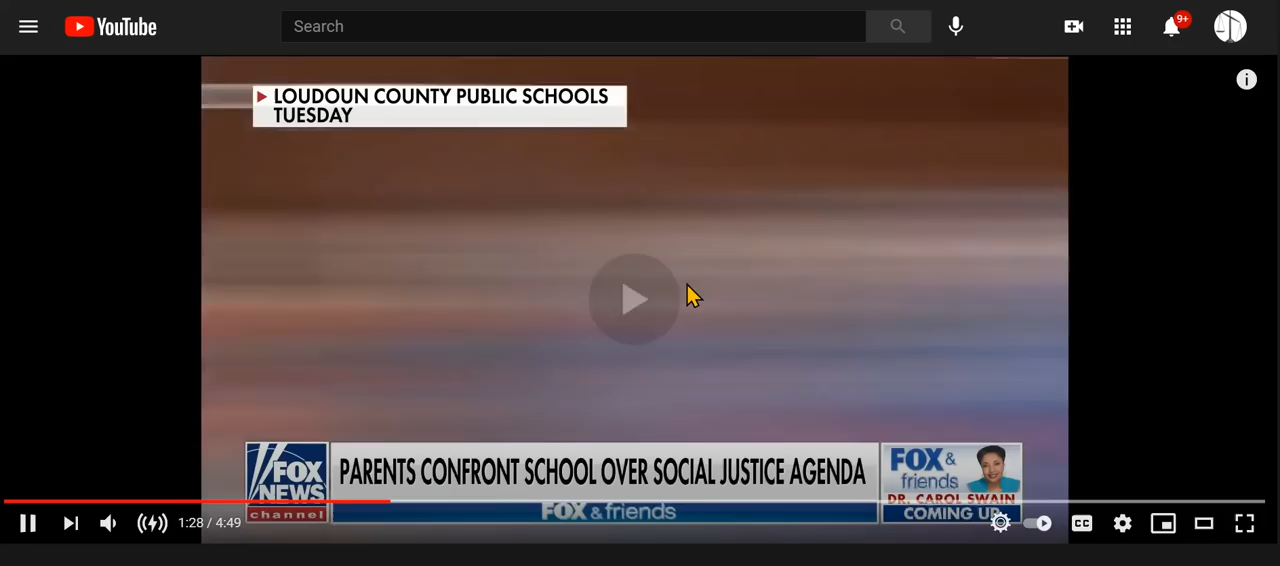 YouTube
Search
9+
LOUDOUN COUNTY PUBLIC SCHOOLS
TUESDAY
FOX
NEWS
channel
PARENTS CONFRONT SCHOOL OVER SOCIAL JUSTICE AGENDA
FOX & friends
FOX &
friends
DR. CAROL SWAIN
COMING UP
1:28 / 4:49
CC